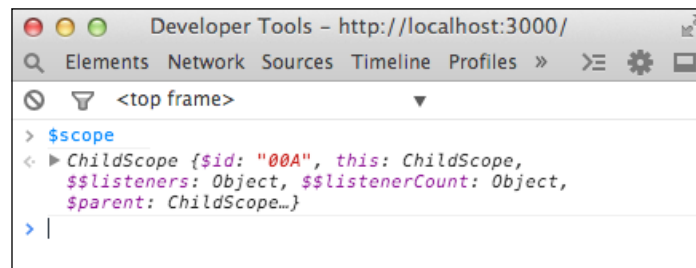 Developer Tools – http://localhost:3000/
Elements Network Sources Timeline Profiles »
<top frame> ▼
> $scope
ChildScope {$id: "00A", this: ChildScope,
$$listeners: Object, $$listenerCount: Object,
$parent: ChildScope…}
>